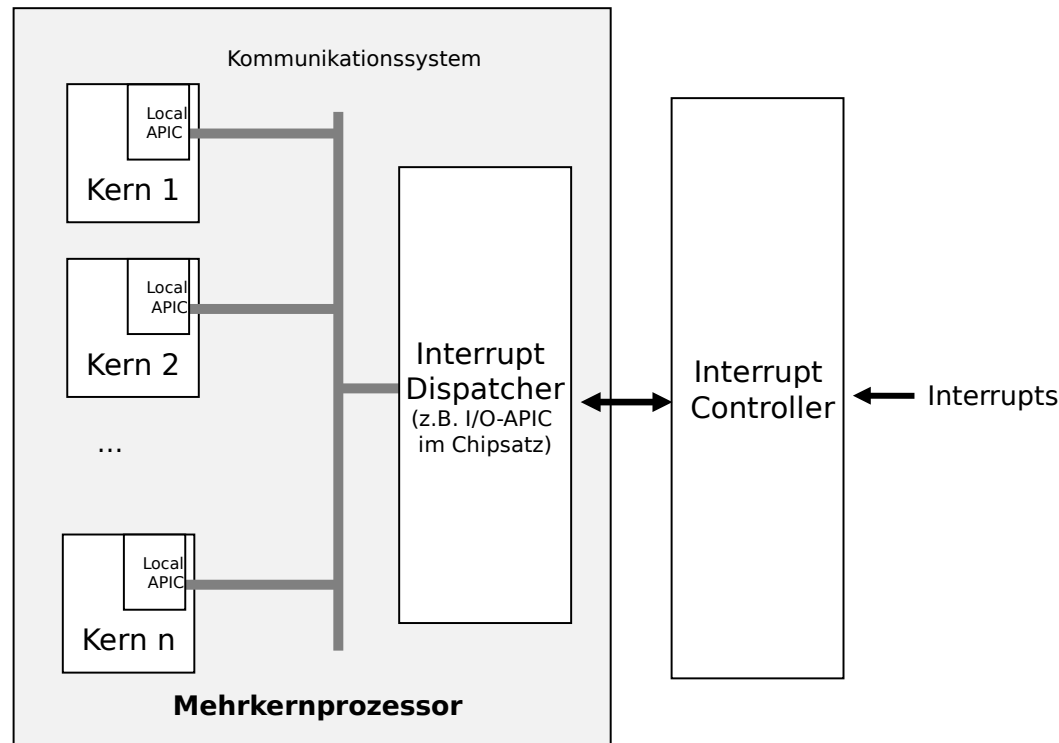 Kommunikationssystem
Local
APIC
Kern 1
Local
APIC
Kern 2
...
Local
APIC
Kern n
Interrupt
Dispatcher
(z.B. I/O-APIC
im Chipsatz)
Interrupt
Controller
Interrupts
Mehrkernprozessor